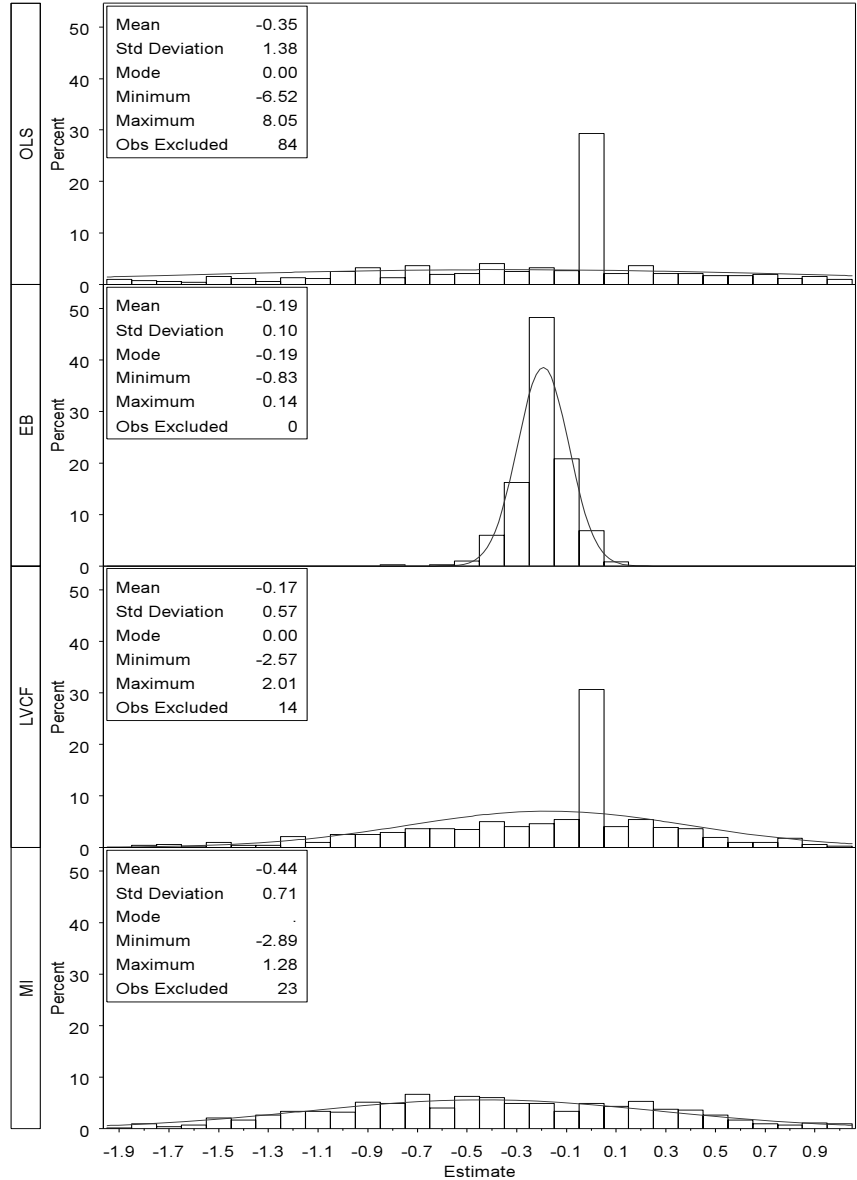 OLS
Percent
50
40
30
20
10
0
Mean -0.35
Std Deviation 1.38
Mode 0.00
Minimum -6.52
Maximum 8.05
Obs Excluded 84
EB
Percent
50
40
30
20
10
0
Mean -0.19
Std Deviation 0.10
Mode -0.19
Minimum -0.83
Maximum 0.14
Obs Excluded 0
LVCF
Percent
50
40
30
20
10
0
Mean -0.17
Std Deviation 0.57
Mode 0.00
Minimum -2.57
Maximum 2.01
Obs Excluded 14
MI
Percent
50
40
30
20
10
0
Mean -0.44
Std Deviation 0.71
Mode .
Minimum -2.89
Maximum 1.28
Obs Excluded 23
-1.9 -1.7 -1.5 -1.3 -1.1 -0.9 -0.7 -0.5 -0.3 -0.1 0.1 0.3 0.5 0.7 0.9
Estimate